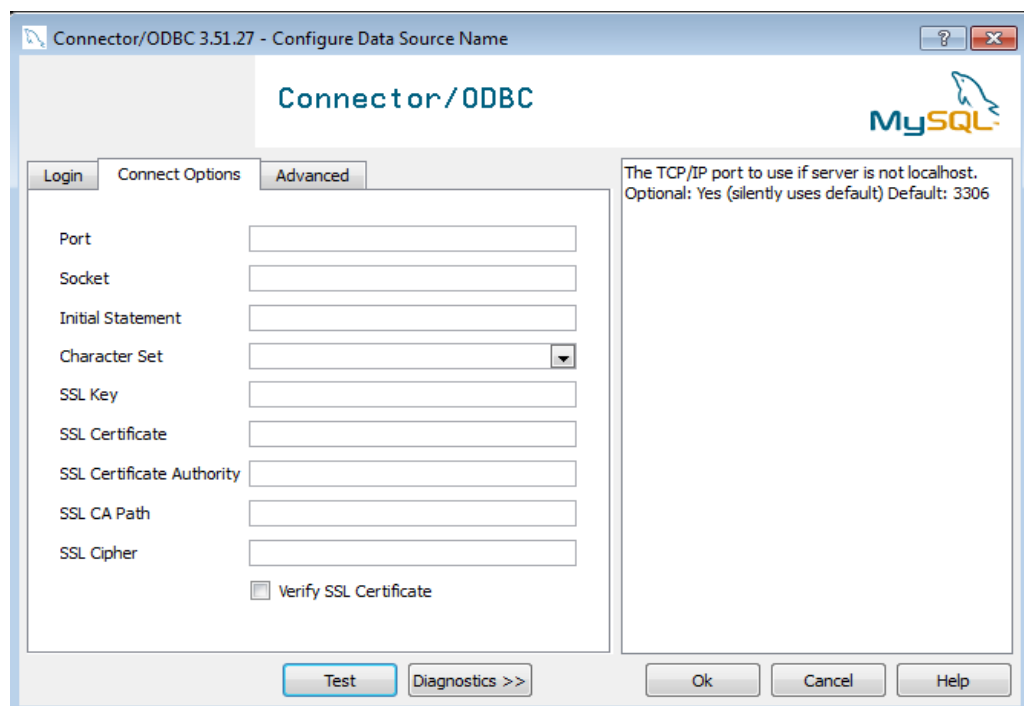 Connector/ODBC 3.51.27 - Configure Data Source Name
?
Connector/ODBC
MySQL
Login
Connect Options
Advanced
Port
Socket
Initial Statement
Character Set
SSL Key
SSL Certificate
SSL Certificate Authority
SSL CA Path
SSL Cipher
Verify SSL Certificate
The TCP/IP port to use if server is not localhost.
Optional: Yes (silently uses default) Default: 3306
Test
Diagnostics >>
Ok
Cancel
Help